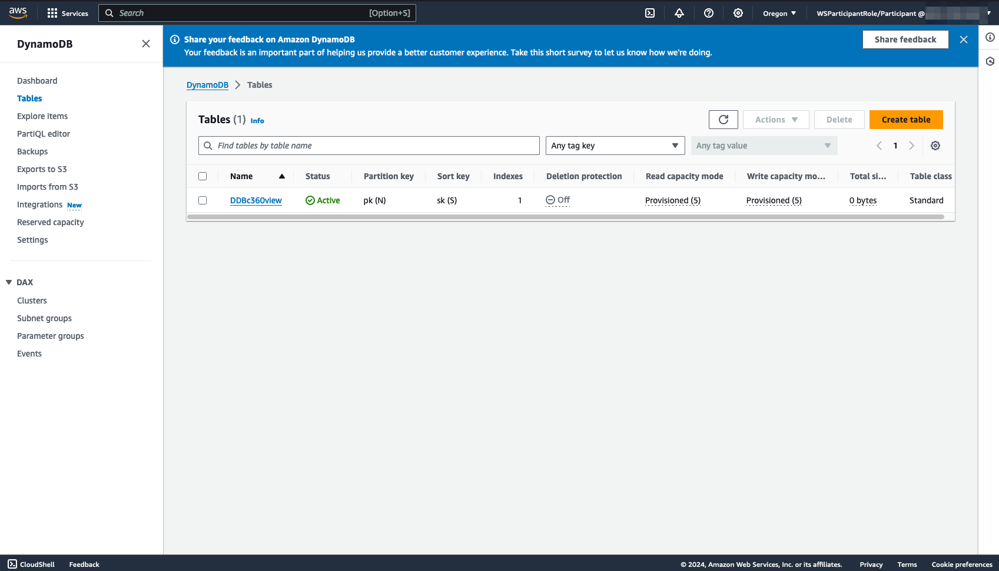 aws Services Search [Option+S] Oregon WSParticipantRole/Participant @
DynamoDB
Dashboard
Tables
Explore items
PartiQL editor
Backups
Exports to S3
Imports from S3
Integrations New
Reserved capacity
Settings
DAX
Clusters
Subnet groups
Parameter groups
Events
Share your feedback on Amazon DynamoDB
Your feedback is an important part of helping us provide a better customer experience. Take this short survey to let us know how we're doing.
Share feedback
DynamoDB Tables
Tables (1) Info Actions Delete Create table
Find tables by table name Any tag key Any tag value 1
Name Status Partition key Sort key Indexes Deletion protection Read capacity mode Write capacity mo... Total si... Table class
DDBc360view Active pk (N) sk (S) 1 Off Provisioned (5) Provisioned (5) 0 bytes Standard
CloudShell Feedback © 2024, Amazon Web Services, Inc. or its affiliates. Privacy Terms Cookie preferences